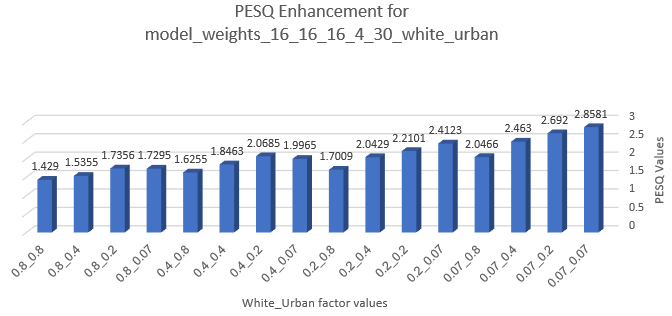 PESQ Enhancement for
model_weights_16_16_16_4_30_white_urban
1.429 1.5355 1.7356 1.7295 1.6255 1.8463 2.0685 1.9965 1.7009 2.0429 2.2101 2.4123 2.0466 2.463 2.692 2.8581
3
2.5
2
1.5
1
0.5
0
PESQ Values
0.8_0.8 0.8_0.4 0.8_0.2 0.8_0.07 0.4_0.8 0.4_0.4 0.4_0.2 0.4_0.07 0.2_0.8 0.2_0.4 0.2_0.2 0.2_0.07 0.07_0.8 0.07_0.4 0.07_0.2 0.07_0.07
White_Urban factor values